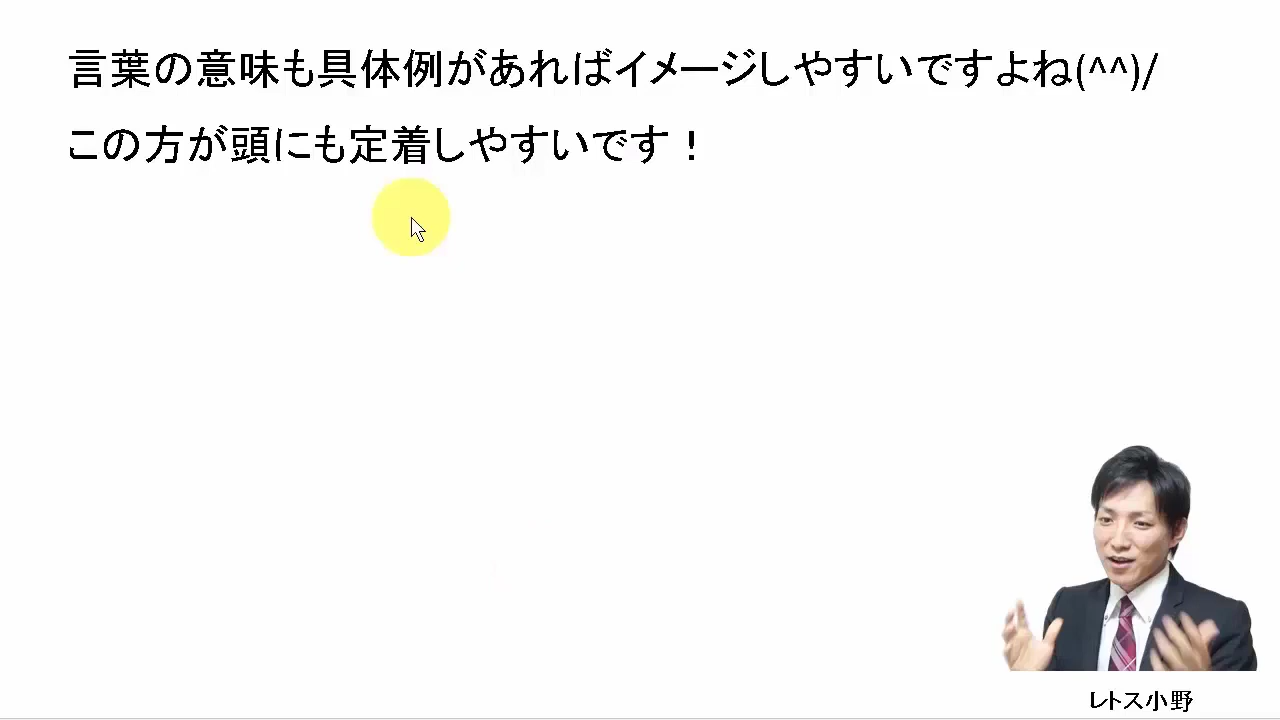 言葉の意味も具体例があればイメージしやすいですよね(^^)/
この方が頭にも定着しやすいです！
レトス小野